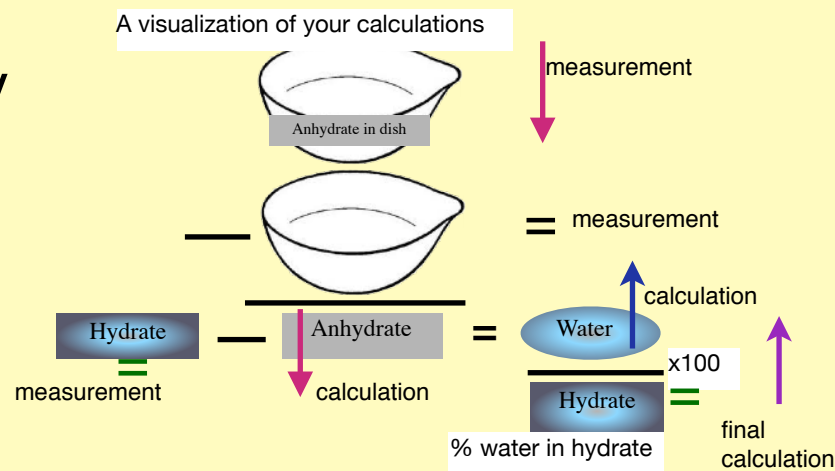 A visualization of your calculations
y
measurement
Anhydrate in dish
— = measurement
calculation
Hydrate — Anhydrate = Water
x100
=
measurement
calculation
Hydrate =
% water in hydrate
final
calculation